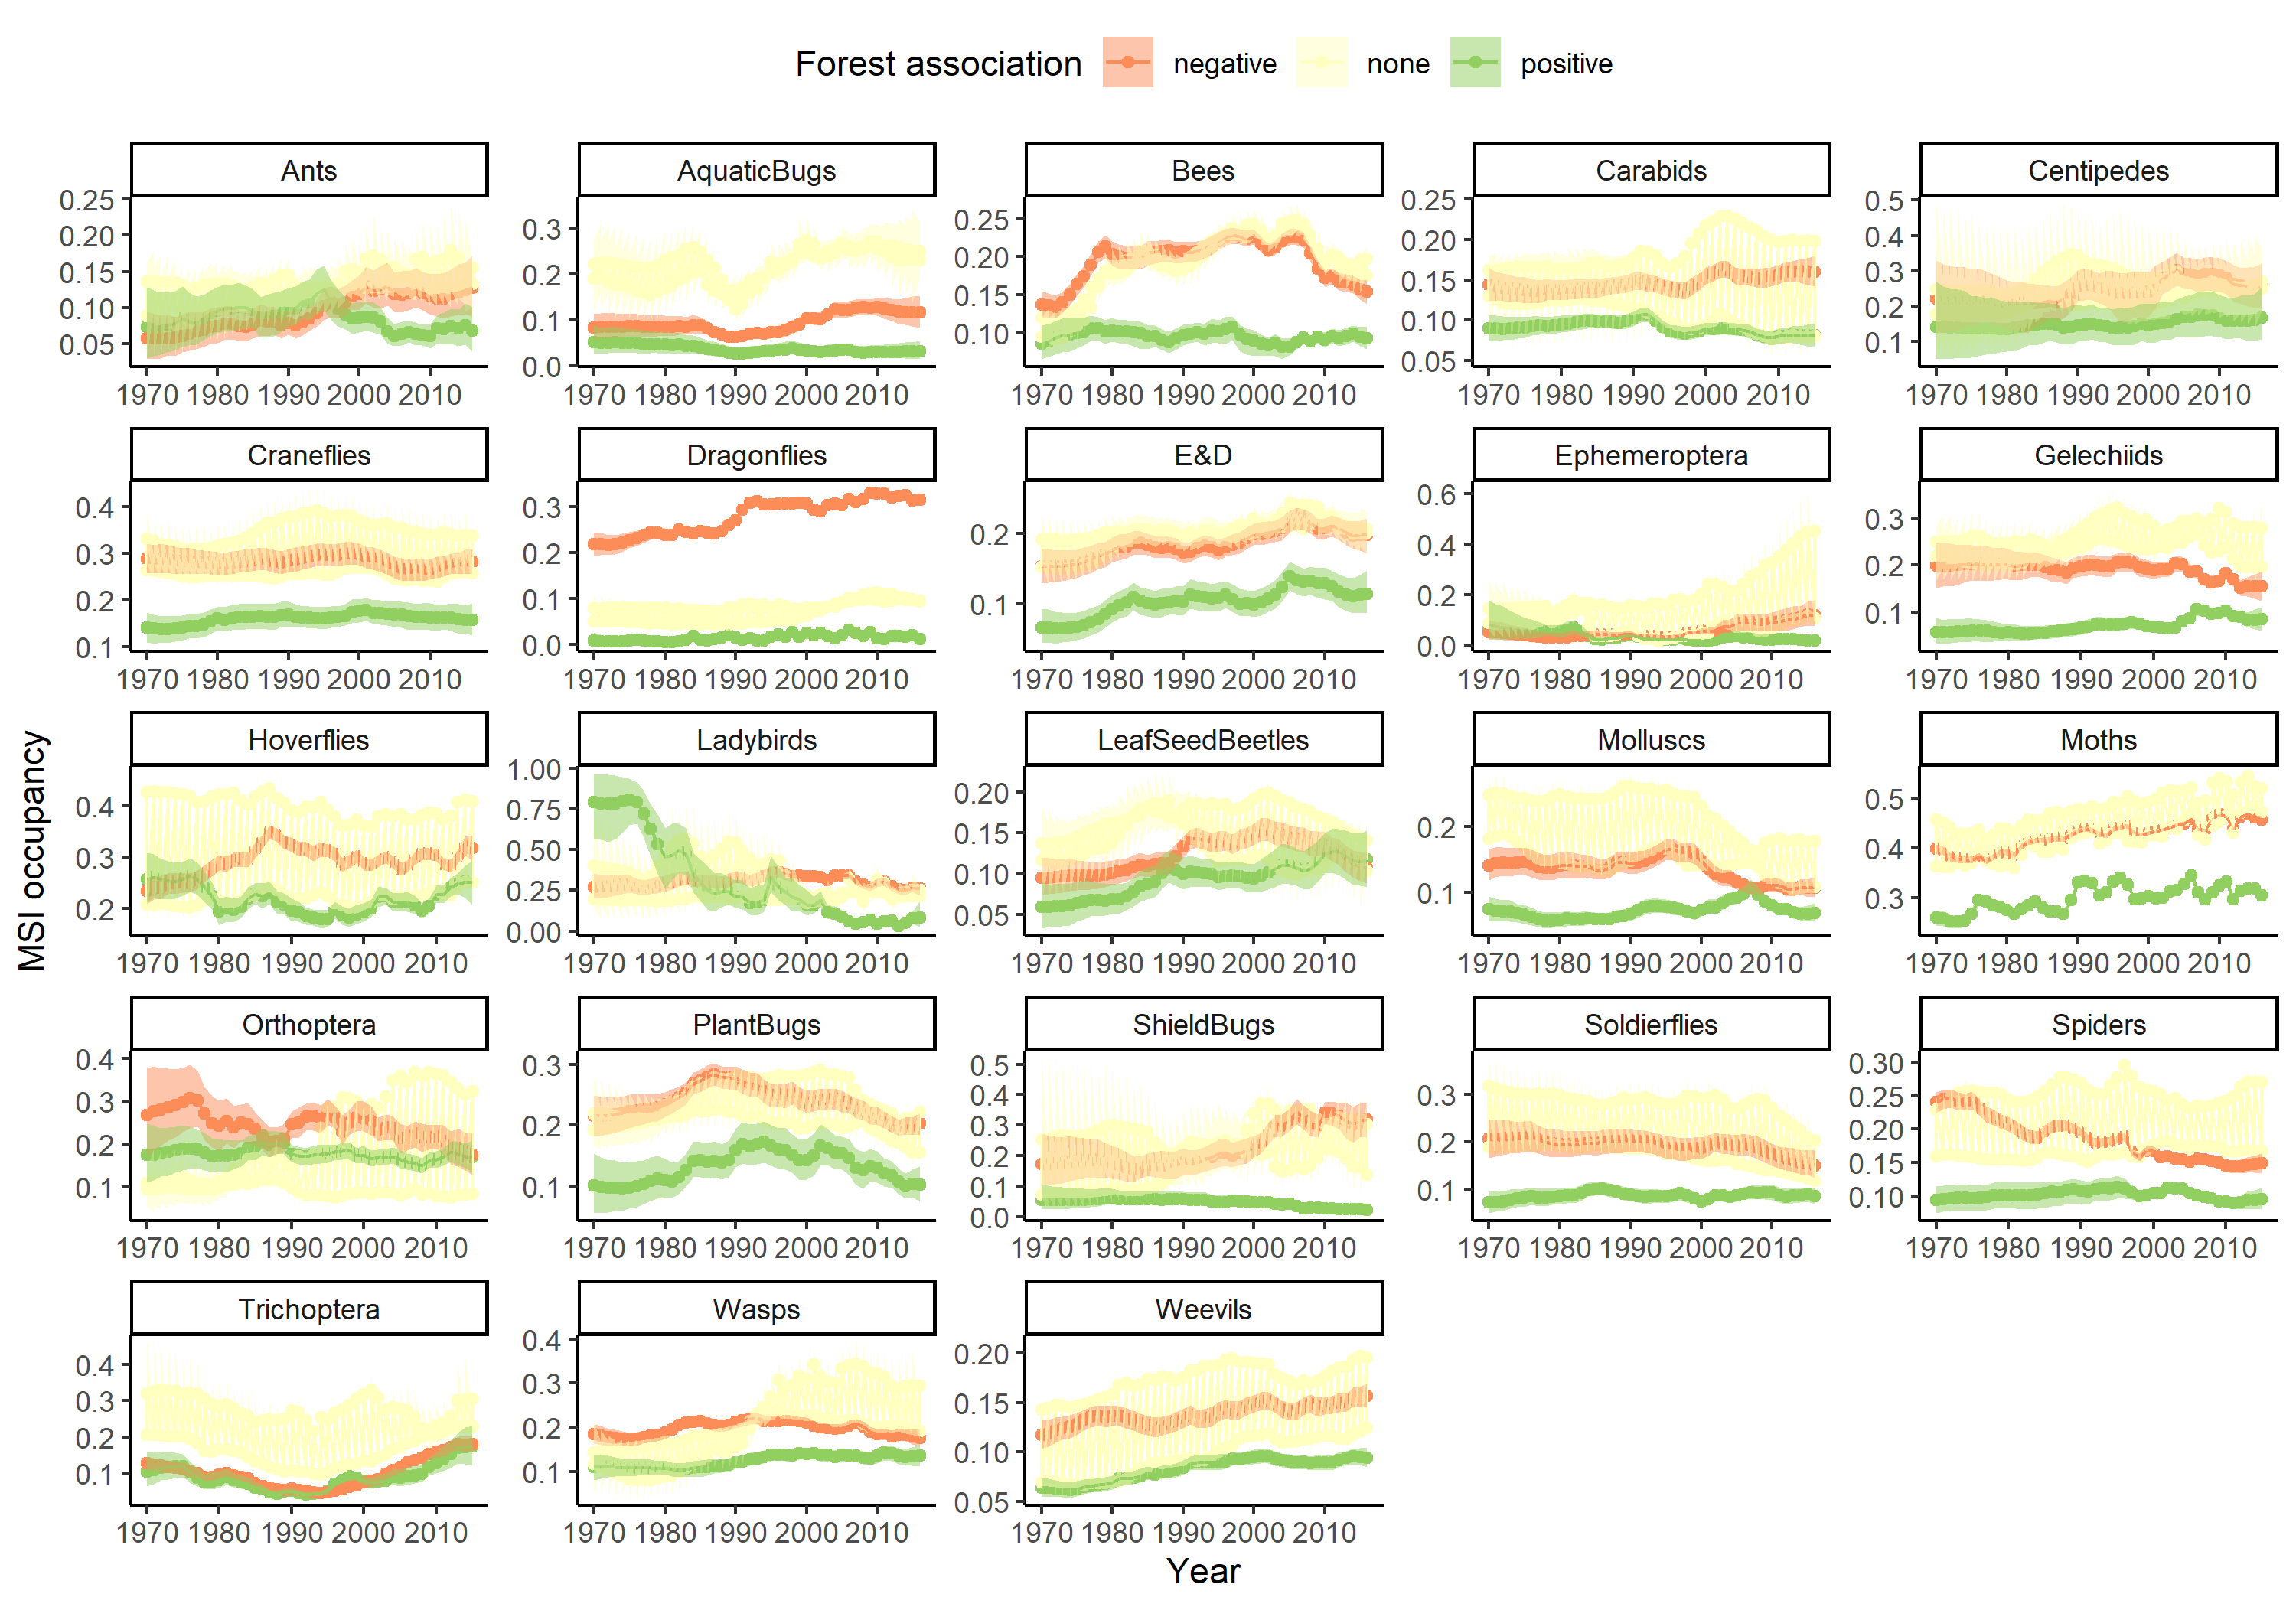 Forest association negative none positive
Ants AquaticBugs Bees Carabids Centipedes
0.25 0.20 0.15 0.10 0.05
0.3 0.2 0.1 0.0
0.25 0.20 0.15 0.10
0.25 0.20 0.15 0.10 0.05
0.5 0.4 0.3 0.2 0.1
1970 1980 1990 2000 2010 1970 1980 1990 2000 2010 1970 1980 1990 2000 2010 1970 1980 1990 2000 2010 1970 1980 1990 2000 2010
Craneflies Dragonflies E&D Ephemeroptera Gelechiids
0.4 0.3 0.2 0.1
0.3 0.2 0.1 0.0
0.2 0.1
0.6 0.4 0.2 0.0
0.3 0.2 0.1
1970 1980 1990 2000 2010 1970 1980 1990 2000 2010 1970 1980 1990 2000 2010 1970 1980 1990 2000 2010 1970 1980 1990 2000 2010
MSI occupancy
Hoverflies Ladybirds LeafSeedBeetles Molluscs Moths
0.4 0.3 0.2
1.00 0.75 0.50 0.25 0.00
0.20 0.15 0.10 0.05
0.2 0.1
0.5 0.4 0.3
1970 1980 1990 2000 2010 1970 1980 1990 2000 2010 1970 1980 1990 2000 2010 1970 1980 1990 2000 2010 1970 1980 1990 2000 2010
Orthoptera PlantBugs ShieldBugs Soldierflies Spiders
0.4 0.3 0.2 0.1
0.3 0.2 0.1
0.5 0.4 0.3 0.2 0.1 0.0
0.3 0.2 0.1
0.30 0.25 0.20 0.15 0.10
1970 1980 1990 2000 2010 1970 1980 1990 2000 2010 1970 1980 1990 2000 2010 1970 1980 1990 2000 2010 1970 1980 1990 2000 2010
Trichoptera Wasps Weevils
0.4 0.3 0.2 0.1
0.4 0.3 0.2 0.1
0.20 0.15 0.10 0.05
1970 1980 1990 2000 2010 1970 1980 1990 2000 2010 1970 1980 1990 2000 2010
Year